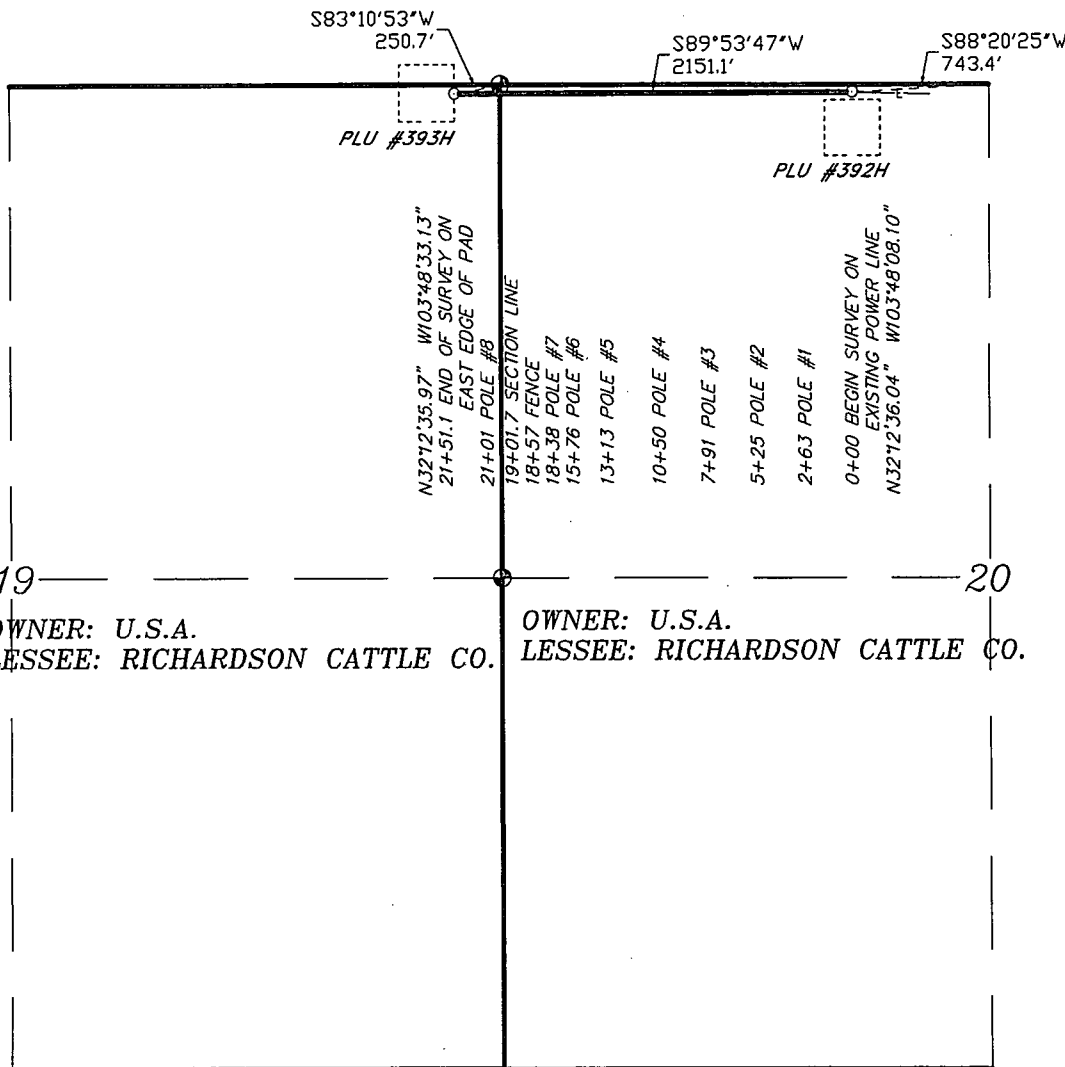 S83°10'53"W
250.7'
S89°53'47"W
2151.1'
S88°20'25"W
743.4'
E
PLU #393H
PLU #392H
N32°12'35.97" W103°48'33.13"
21+51.1 END OF SURVEY ON
EAST EDGE OF PAD
21+01 POLE #8
19+01.7 SECTION LINE
18+57 FENCE
18+38 POLE #7
15+76 POLE #6
13+13 POLE #5
10+50 POLE #4
7+91 POLE #3
5+25 POLE #2
2+63 POLE #1
0+00 BEGIN SURVEY ON
EXISTING POWER LINE
N32°12'36.04" W103°48'08.10"
19
20
OWNER: U.S.A.
LESSEE: RICHARDSON CATTLE CO.
OWNER: U.S.A.
LESSEE: RICHARDSON CATTLE CO.